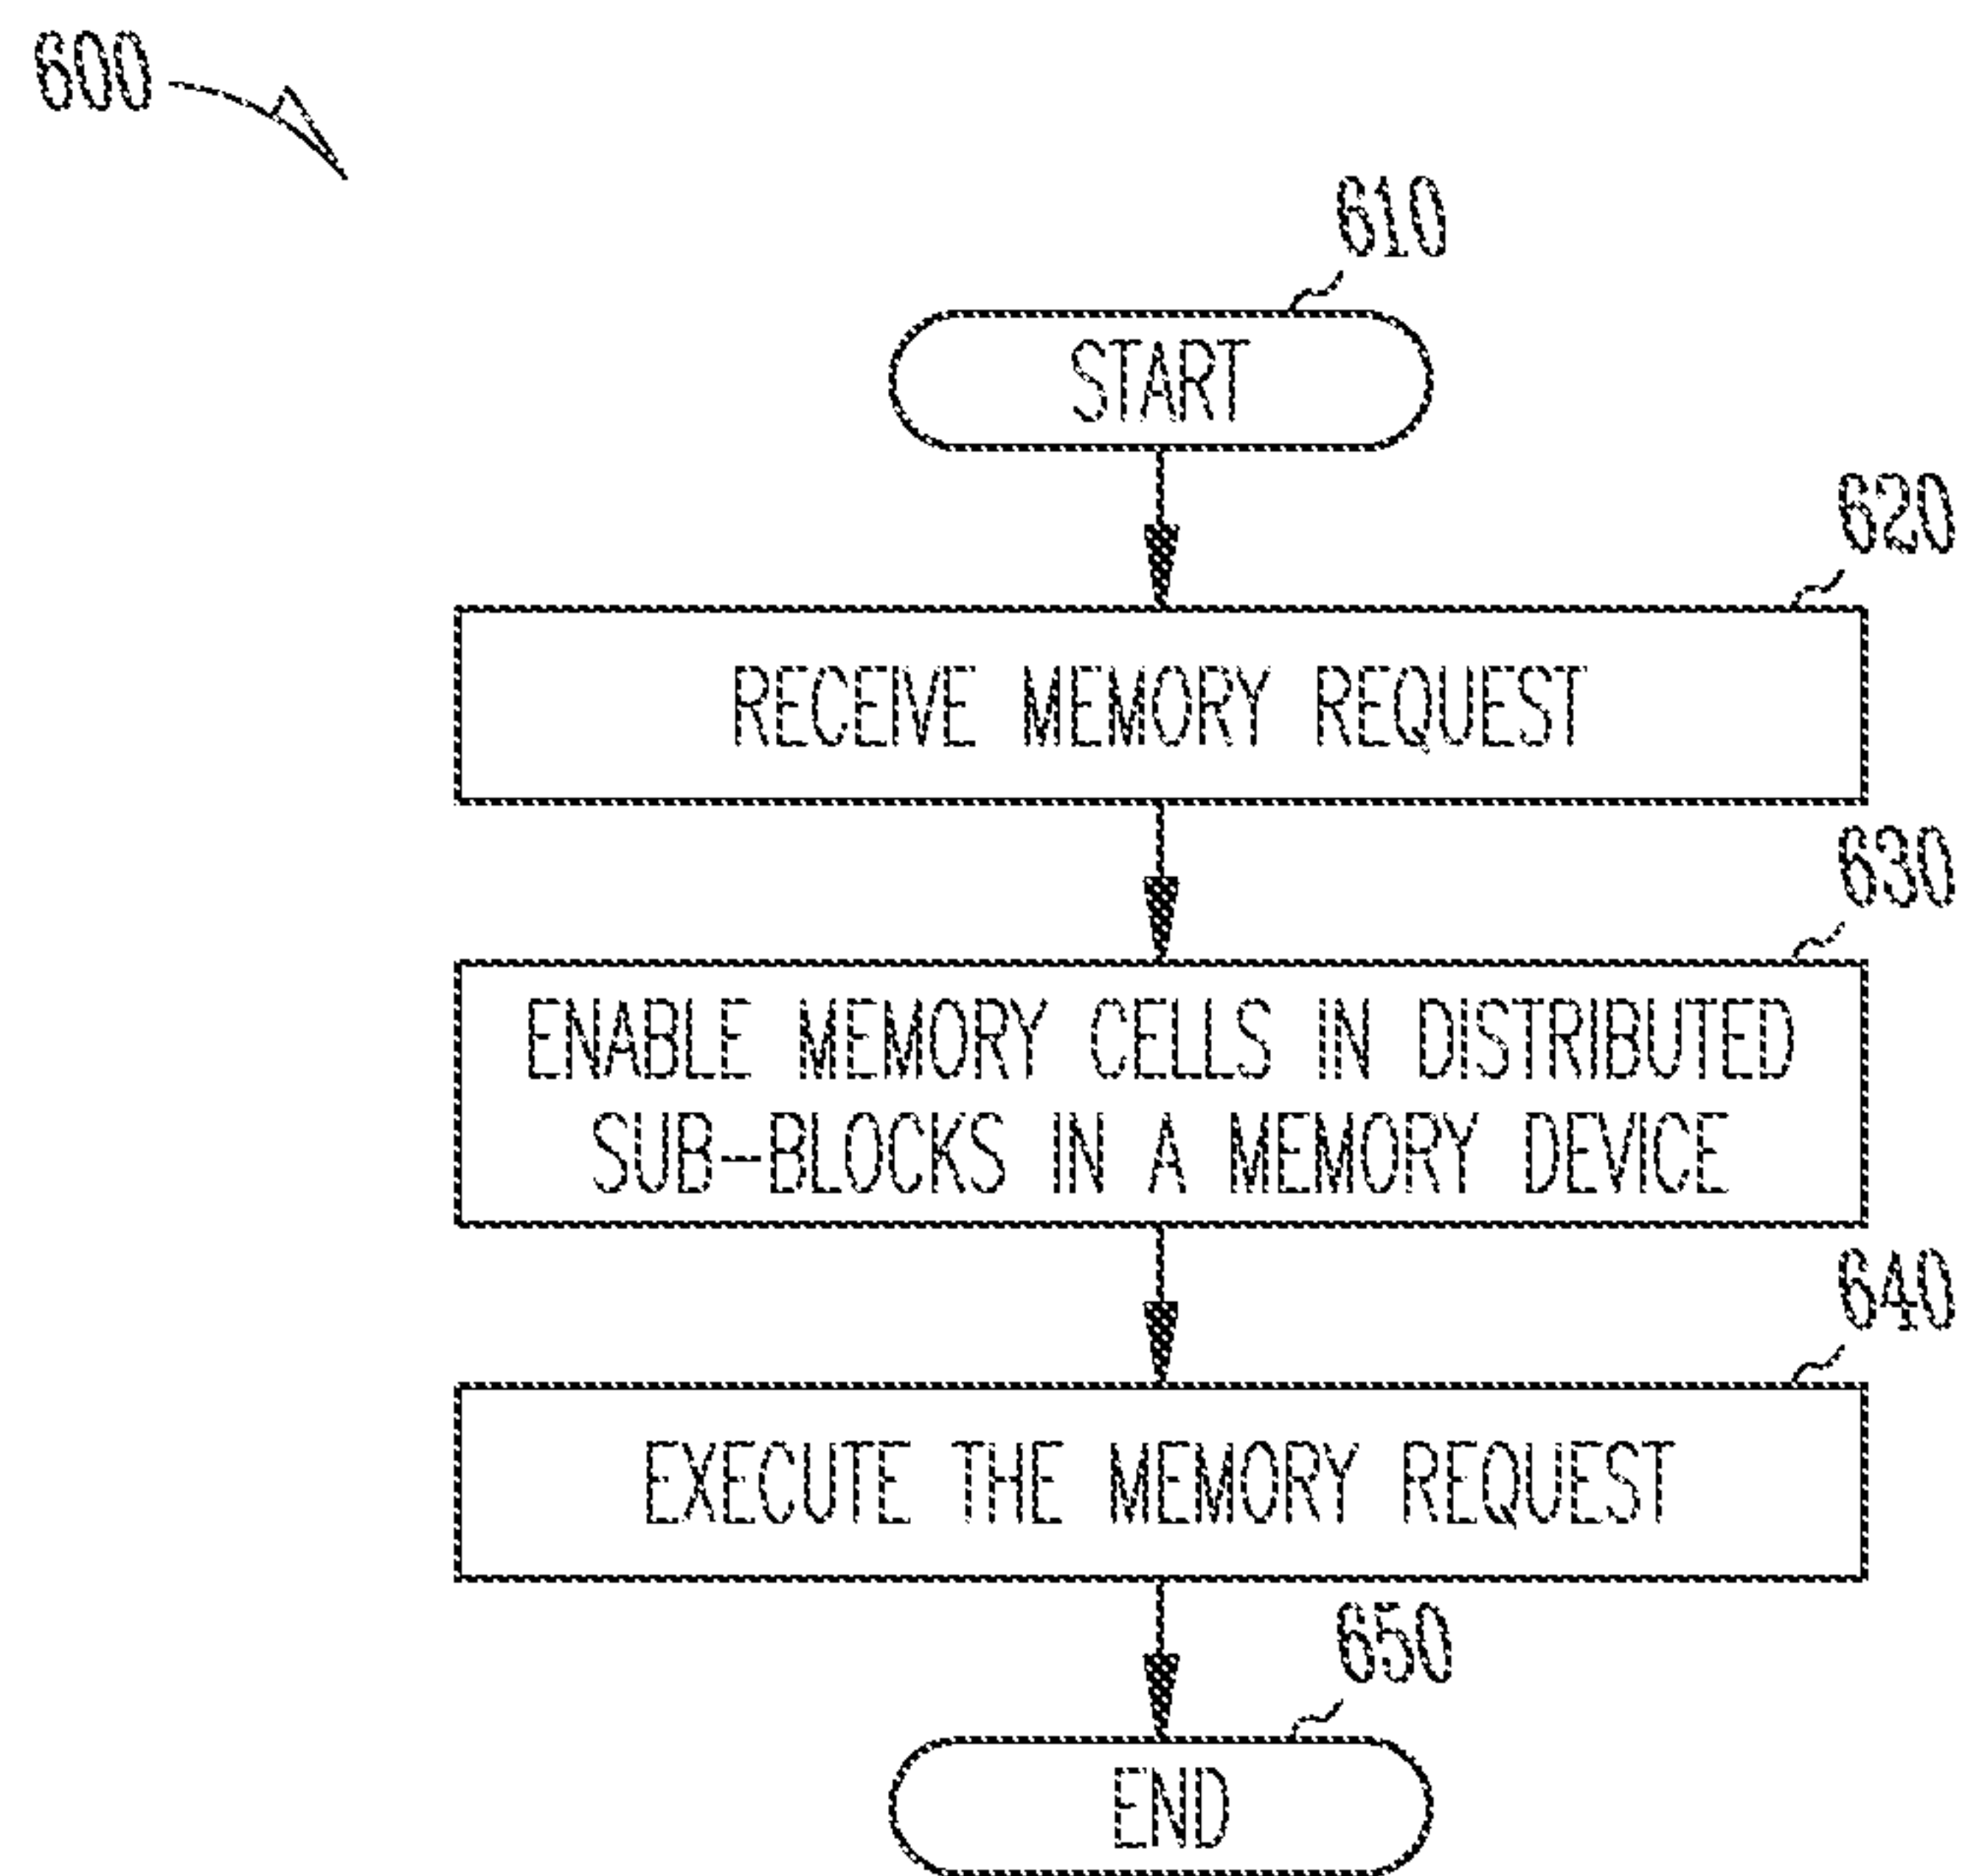 600
610
START
620
RECEIVE MEMORY REQUEST
630
ENABLE MEMORY CELLS IN DISTRIBUTED
SUB-BLOCKS IN A MEMORY DEVICE
640
EXECUTE THE MEMORY REQUEST
650
END